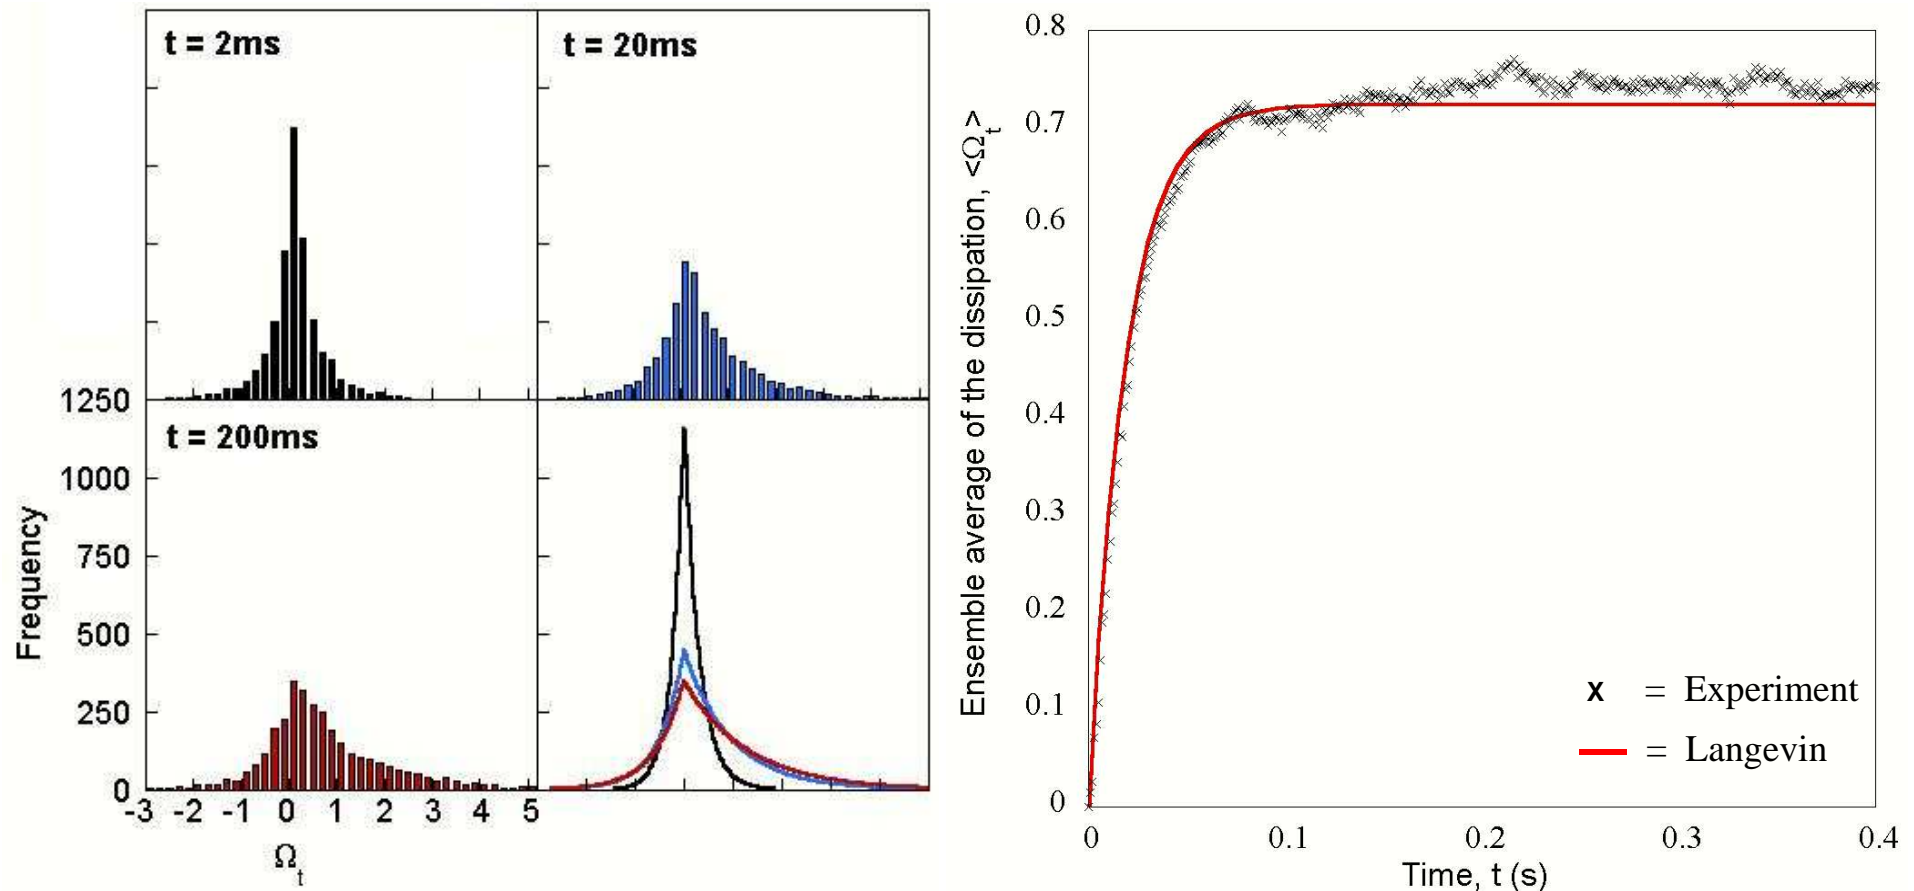 t = 2ms
t = 20ms
1250
t = 200ms
1000
750
500
250
0
Frequency
-3 -2 -1 0 1 2 3 4 5
Ωt
0.8
0.7
0.6
0.5
0.4
0.3
0.2
0.1
0
Ensemble average of the dissipation, <Ωt>
x = Experiment
= Langevin
0 0.1 0.2 0.3 0.4
Time, t (s)